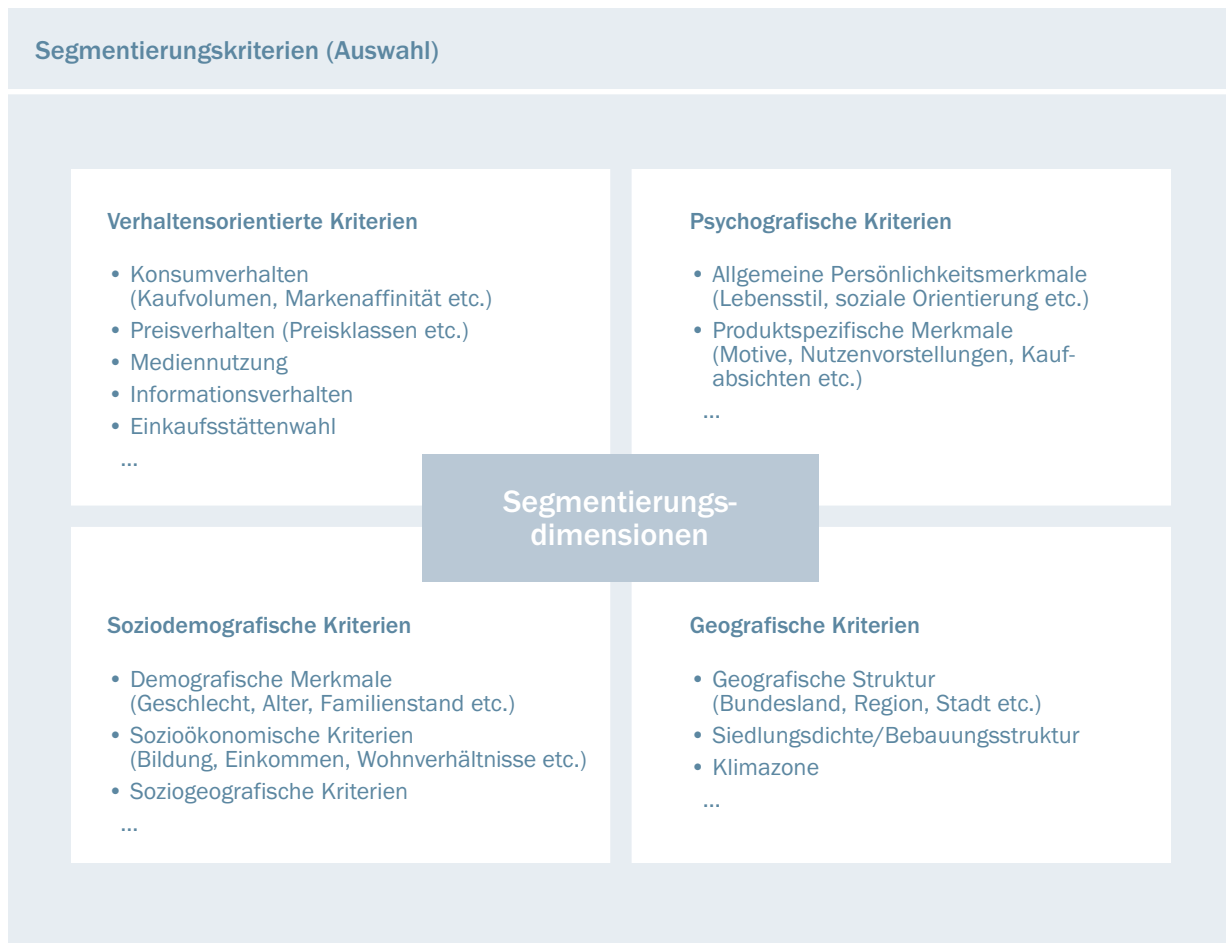 Segmentierungskriterien (Auswahl)
Verhaltensorientierte Kriterien
• Konsumverhalten
(Kaufvolumen, Markenaffinität etc.)
• Preisverhalten (Preisklassen etc.)
• Mediennutzung
• Informationsverhalten
• Einkaufsstättenwahl
...
Psychografische Kriterien
• Allgemeine Persönlichkeitsmerkmale
(Lebensstil, soziale Orientierung etc.)
• Produktspezifische Merkmale
(Motive, Nutzenvorstellungen, Kauf-
absichten etc.)
...
Segmentierungs-
dimensionen
Soziodemografische Kriterien
• Demografische Merkmale
(Geschlecht, Alter, Familienstand etc.)
• Sozioökonomische Kriterien
(Bildung, Einkommen, Wohnverhältnisse etc.)
• Soziogeografische Kriterien
...
Geografische Kriterien
• Geografische Struktur
(Bundesland, Region, Stadt etc.)
• Siedlungsdichte/Bebauungsstruktur
• Klimazone
...